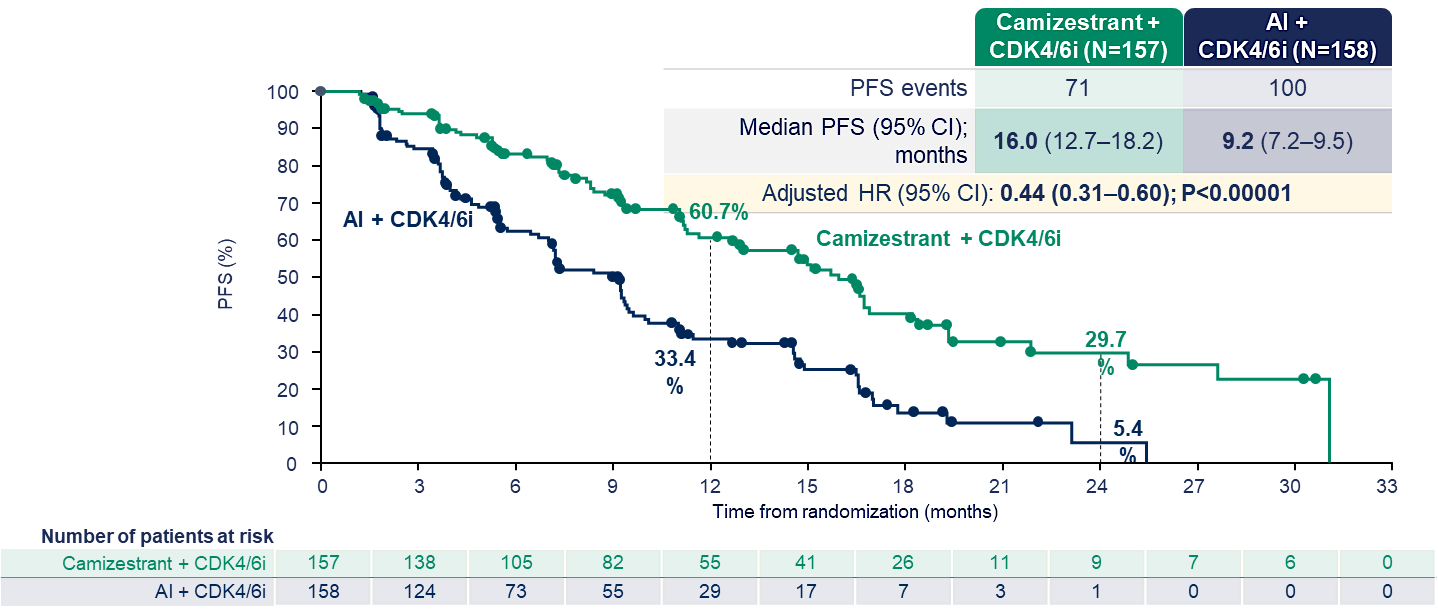 Camizestrant +
CDK4/6i (N=157)
AI +
CDK4/6i (N=158)
PFS events
71
100
Median PFS (95% CI);
months
16.0 (12.7–18.2)
9.2 (7.2–9.5)
Adjusted HR (95% CI): 0.44 (0.31–0.60); P<0.00001
PFS (%)
100
90
80
70
60
50
40
30
20
10
0
AI + CDK4/6i
60.7%
Camizestrant + CDK4/6i
33.4
%
29.7
%
5.4
%
0 3 6 9 12 15 18 21 24 27 30 33
Time from randomization (months)
Number of patients at risk
Camizestrant + CDK4/6i 157 138 105 82 55 41 26 11 9 7 6 0
AI + CDK4/6i 158 124 73 55 29 17 7 3 1 0 0 0